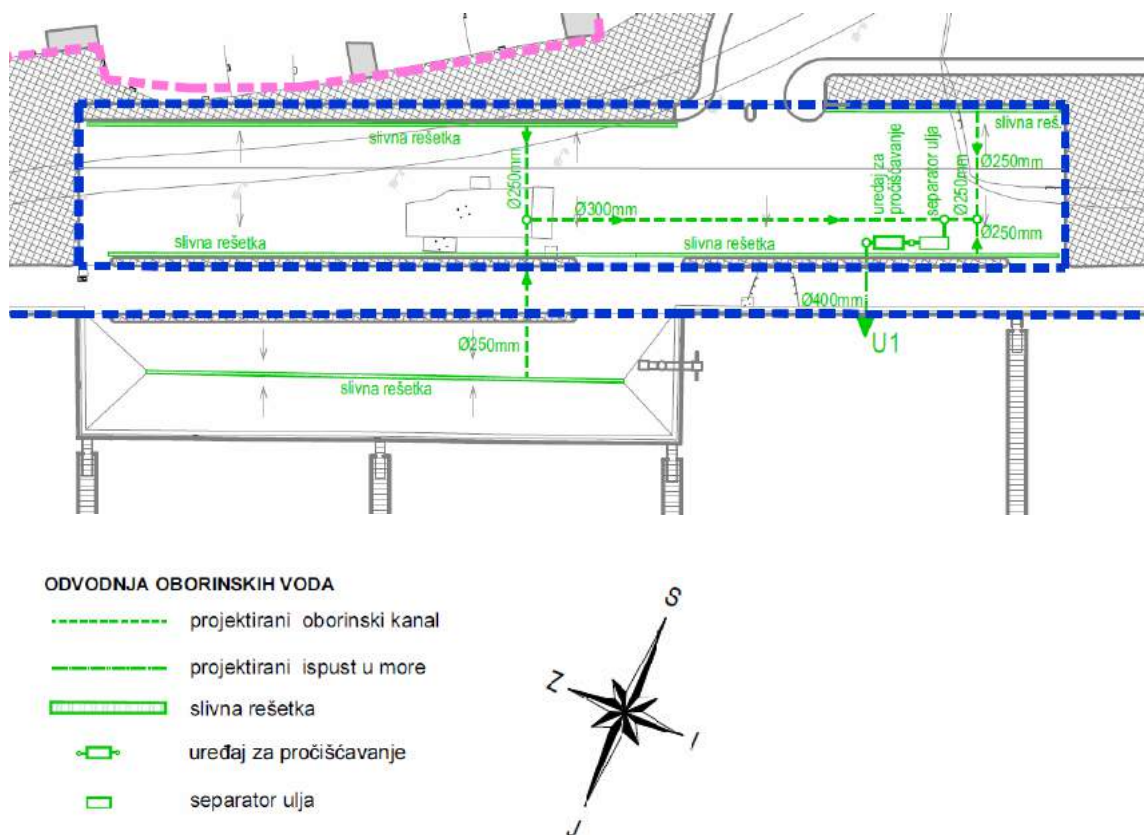 slivna rešetka
slivna reš.
Ø250mm
uređaj za
pročišćavanje
separator ulja
Ø250mm
Ø250mm
Ø300mm
Ø250mm
slivna rešetka
slivna rešetka
Ø400mm
U1
Ø250mm
slivna rešetka
ODVODNJA OBORINSKIH VODA
projektirani oborinski kanal
projektirani ispust u more
slivna rešetka
uređaj za pročišćavanje
separator ulja
S
Z
I
J